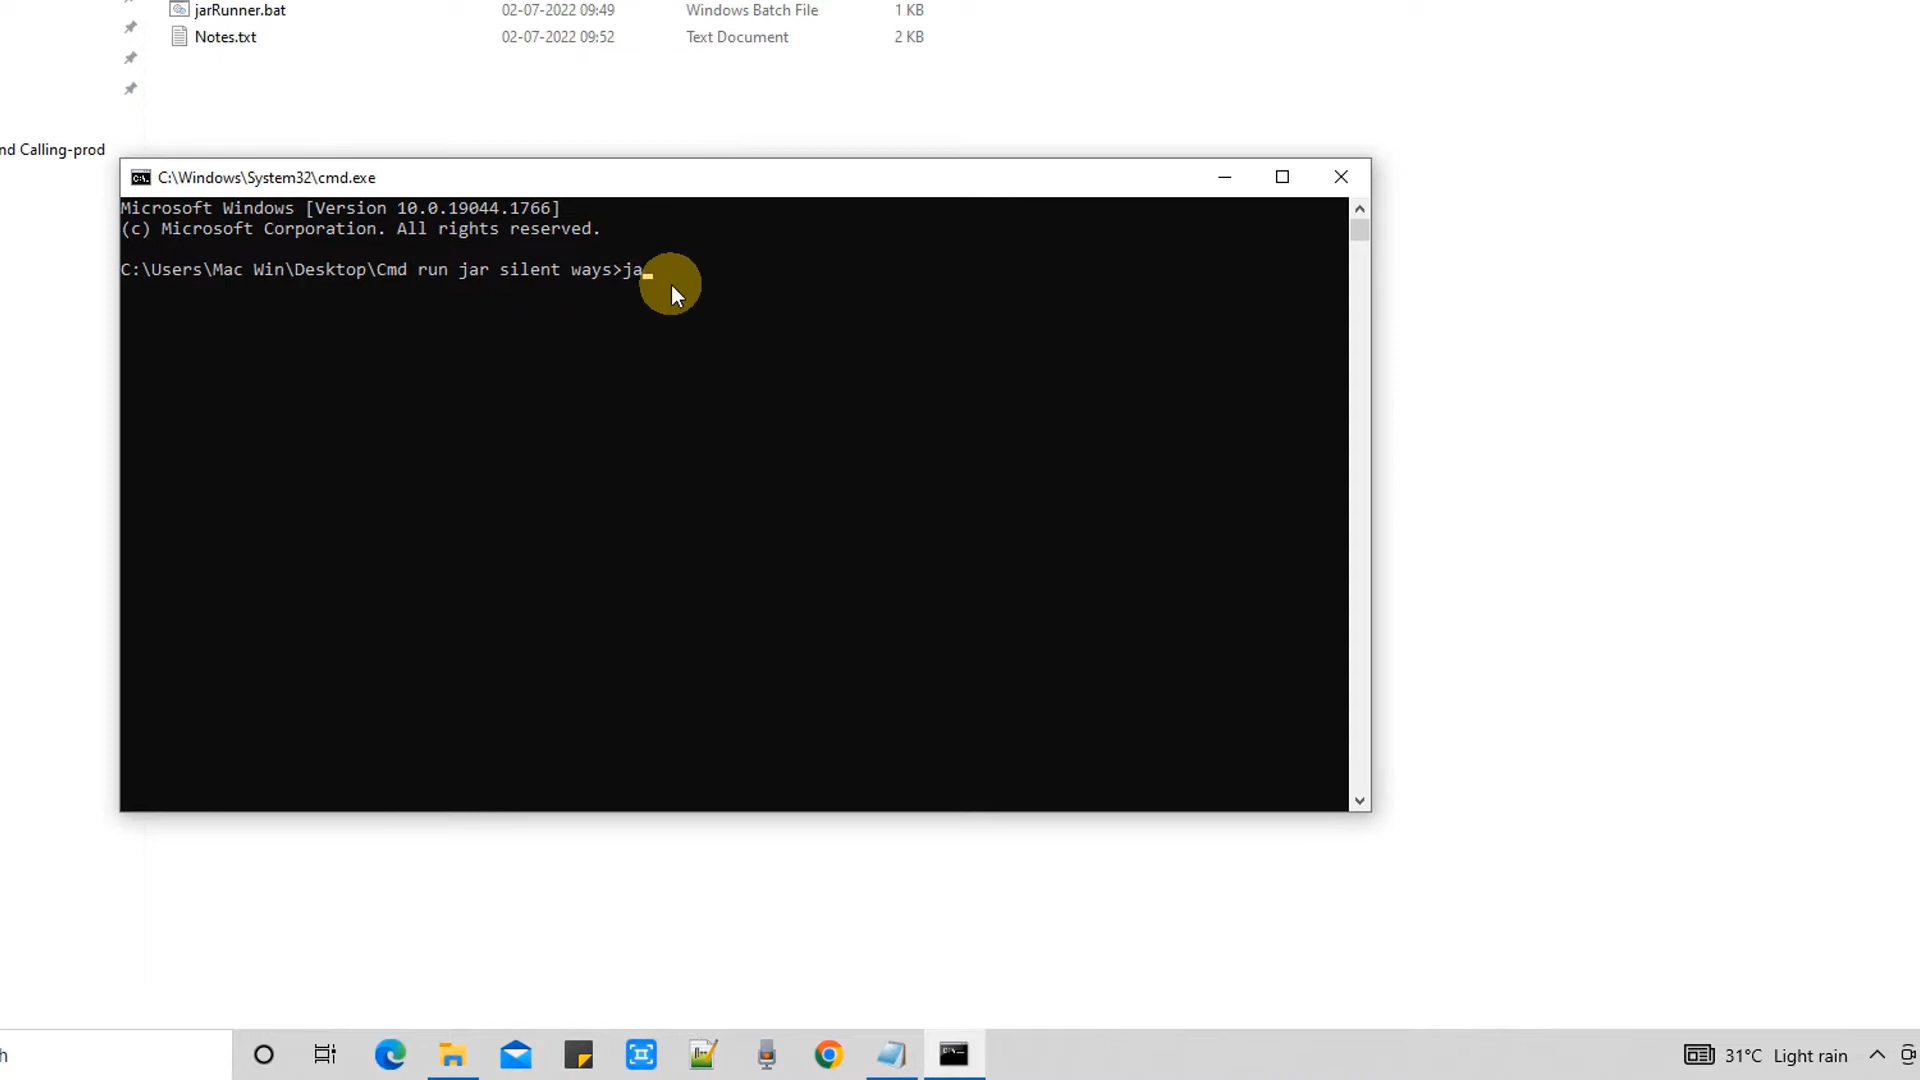 jarRunner.bat 02-07-2022 09:49 Windows Batch File 1 KB
Notes.txt 02-07-2022 09:52 Text Document 2 KB
nd Calling-prod
C:\Windows\System32\cmd.exe
Microsoft Windows [Version 10.0.19044.1766]
(c) Microsoft Corporation. All rights reserved.
C:\Users\Mac Win\Desktop\Cmd run jar silent ways>ja
h
31°C Light rain